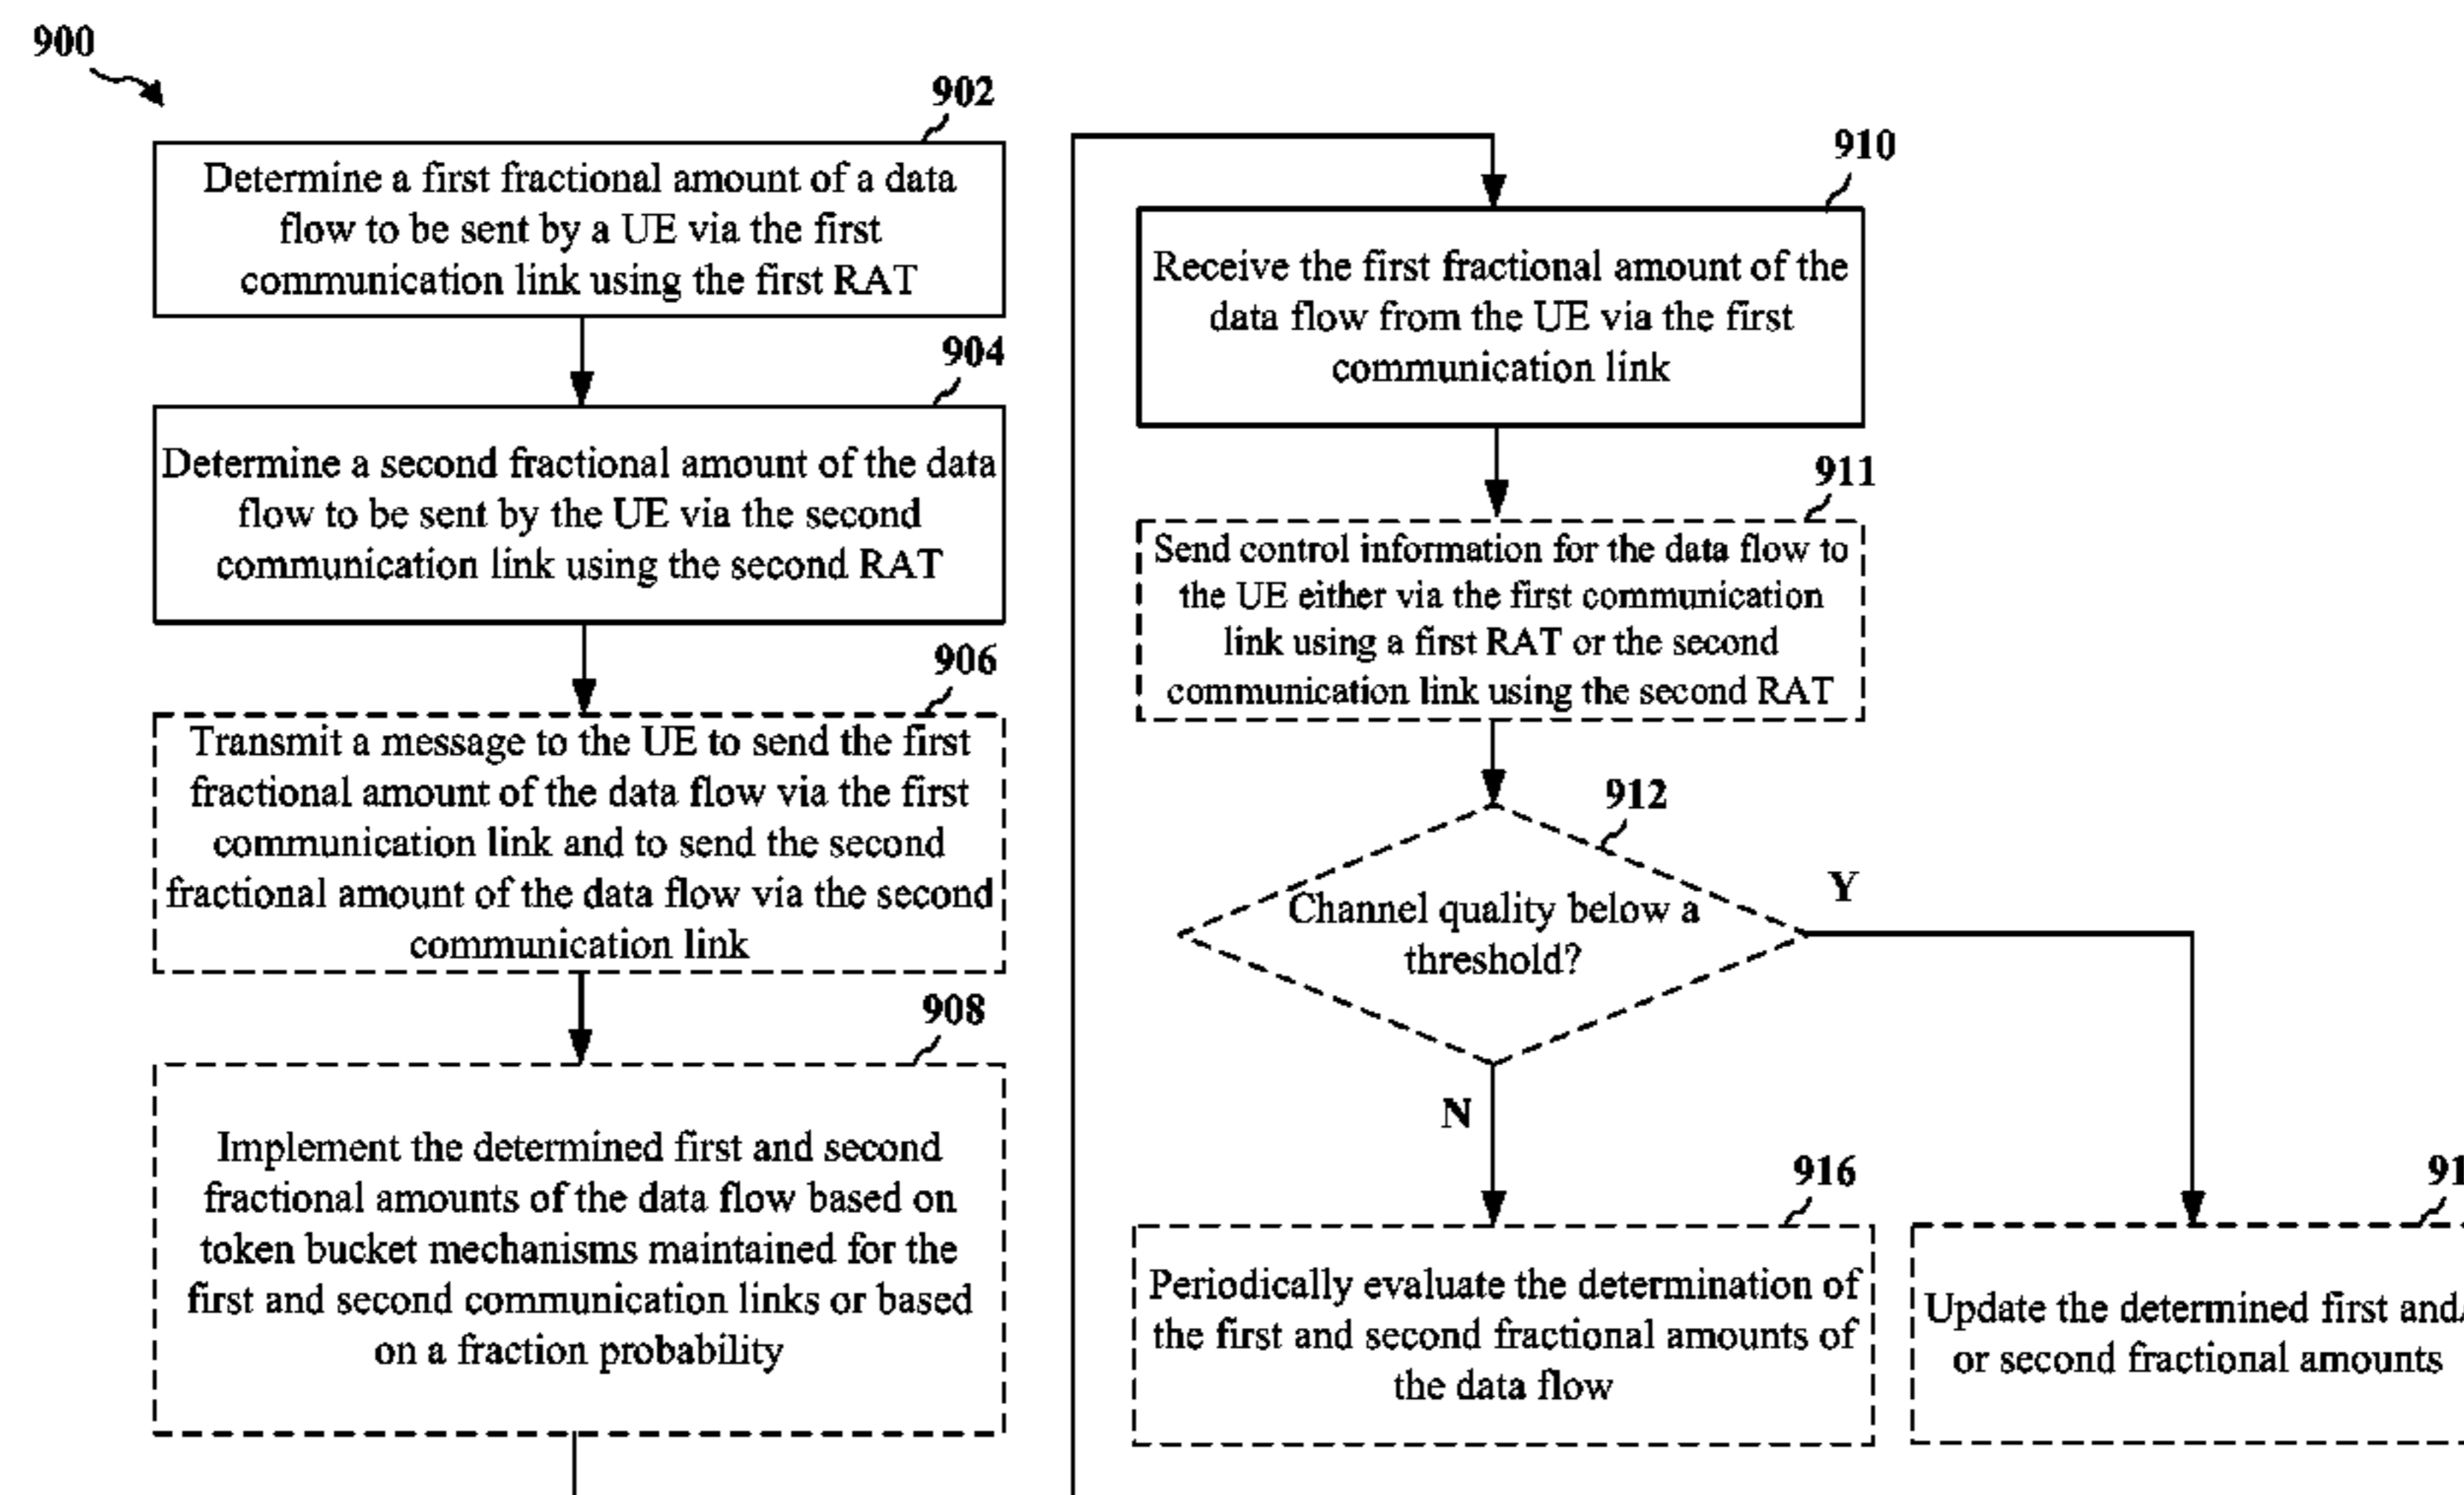 900
902
Determine a first fractional amount of a data
flow to be sent by a UE via the first
communication link using the first RAT
904
Determine a second fractional amount of the data
flow to be sent by the UE via the second
communication link using the second RAT
906
Transmit a message to the UE to send the first
fractional amount of the data flow via the first
communication link and to send the second
fractional amount of the data flow via the second
communication link
908
Implement the determined first and second
fractional amounts of the data flow based on
token bucket mechanisms maintained for the
first and second communication links or based
on a fraction probability
910
Receive the first fractional amount of the
data flow from the UE via the first
communication link
911
Send control information for the data flow to
the UE either via the first communication
link using a first RAT or the second
communication link using the second RAT
912
Channel quality below a
threshold?
Y
N
916
Periodically evaluate the determination of
the first and second fractional amounts of
the data flow
91
Update the determined first and/
or second fractional amounts